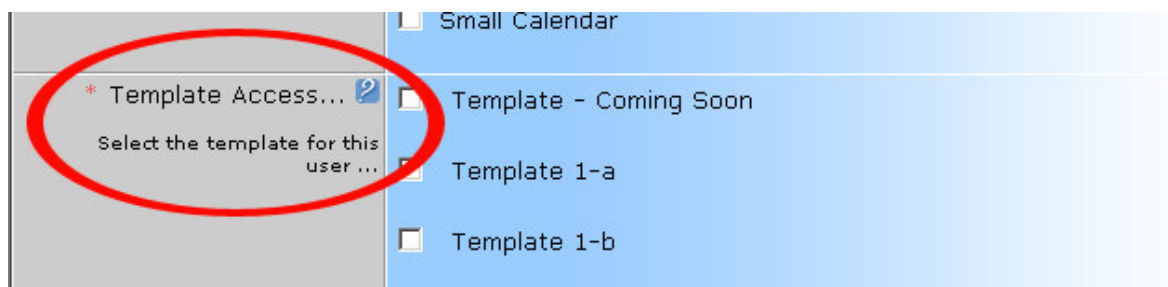 Small Calendar
* Template Access... ?
Select the template for this
user ...
Template - Coming Soon
Template 1-a
Template 1-b